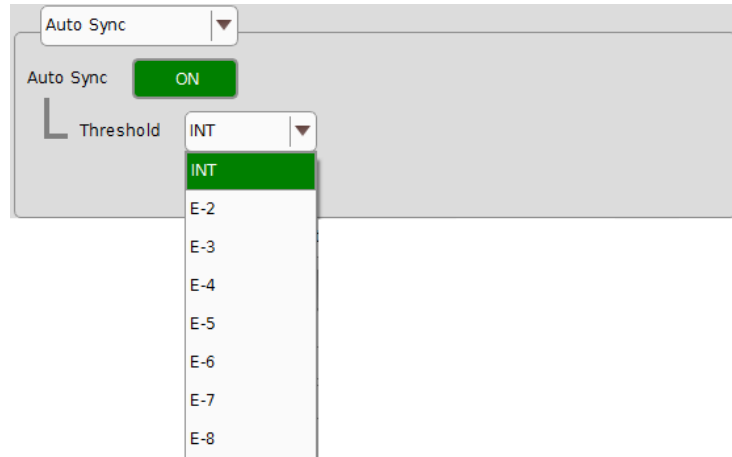 Auto Sync
Auto Sync ON
Threshold INT
INT
E-2
E-3
E-4
E-5
E-6
E-7
E-8